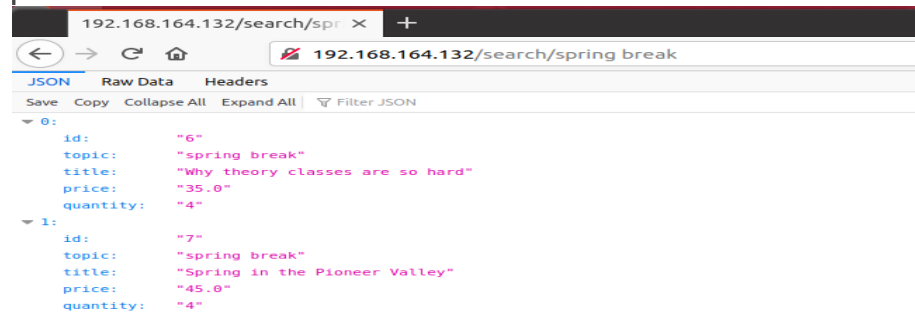 192.168.164.132/search/spr
192.168.164.132/search/spring break
JSON Raw Data Headers
Save Copy Collapse All Expand All Filter JSON
0:
id: "6"
topic: "spring break"
title: "Why theory classes are so hard"
price: "35.0"
quantity: "4"
1:
id: "7"
topic: "spring break"
title: "Spring in the Pioneer Valley"
price: "45.0"
quantity: "4"